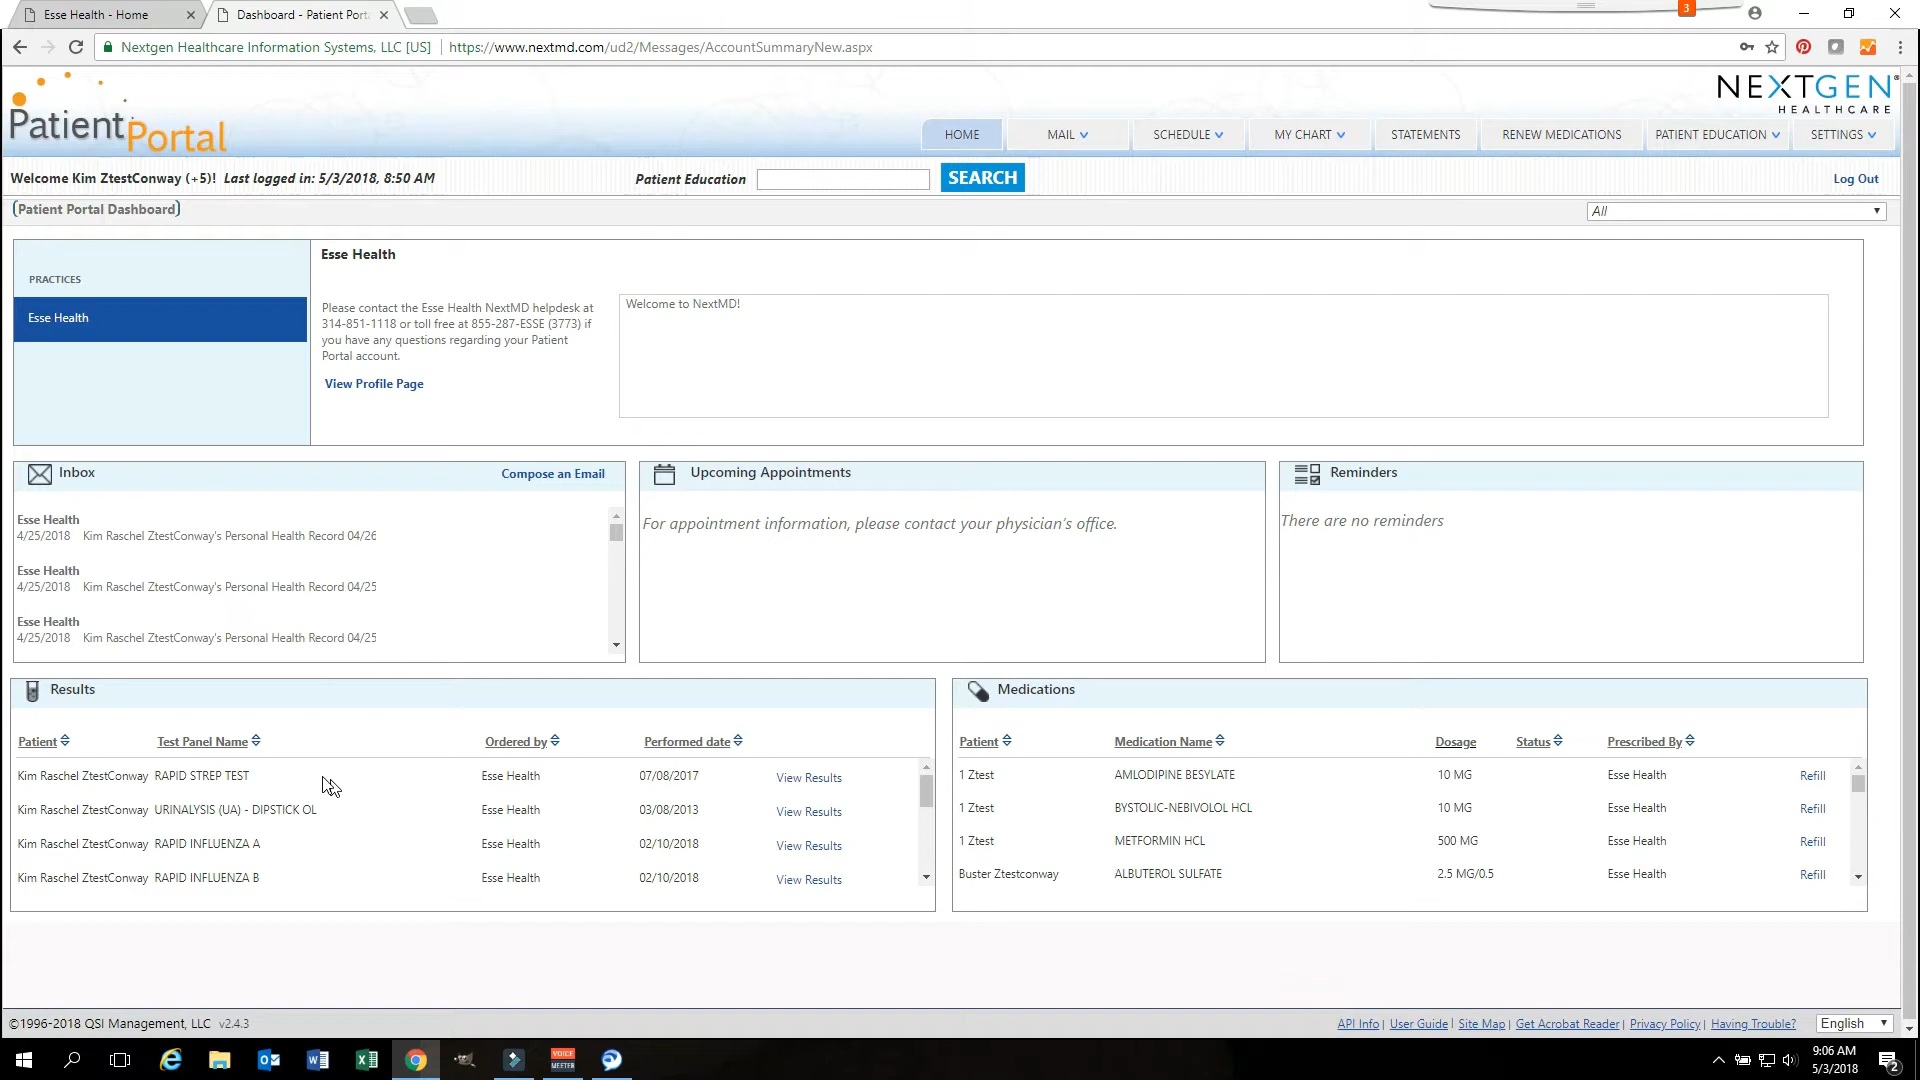 Esse Health - Home
Dashboard - Patient Port
3
Nextgen Healthcare Information Systems, LLC [US]
https://www.nextmd.com/ud2/Messages/AccountSummaryNew.aspx
PatientPortal
NEXTGEN
HEALTHCARE
HOME MAIL SCHEDULE MY CHART STATEMENTS RENEW MEDICATIONS PATIENT EDUCATION SETTINGS
Welcome Kim ZtestConway (+5)! Last logged in: 5/3/2018, 8:50 AM
Patient Education
SEARCH
Log Out
(Patient Portal Dashboard)
All
PRACTICES
Esse Health
Esse Health
Please contact the Esse Health NextMD helpdesk at
314-851-1118 or toll free at 855-287-ESSE (3773) if
you have any questions regarding your Patient
Portal account.
View Profile Page
Welcome to NextMD!
Inbox
Compose an Email
Esse Health
4/25/2018 Kim Raschel ZtestConway's Personal Health Record 04/26
Esse Health
4/25/2018 Kim Raschel ZtestConway's Personal Health Record 04/25
Esse Health
4/25/2018 Kim Raschel ZtestConway's Personal Health Record 04/25
Upcoming Appointments
For appointment information, please contact your physician's office.
Reminders
There are no reminders
Results
Patient Test Panel Name Ordered by Performed date
Kim Raschel ZtestConway RAPID STREP TEST Esse Health 07/08/2017 View Results
Kim Raschel ZtestConway URINALYSIS (UA) - DIPSTICK OL Esse Health 03/08/2013 View Results
Kim Raschel ZtestConway RAPID INFLUENZA A Esse Health 02/10/2018 View Results
Kim Raschel ZtestConway RAPID INFLUENZA B Esse Health 02/10/2018 View Results
Medications
Patient Medication Name Dosage Status Prescribed By
1 Ztest AMLODIPINE BESYLATE 10 MG Esse Health Refill
1 Ztest BYSTOLIC-NEBIVOLOL HCL 10 MG Esse Health Refill
1 Ztest METFORMIN HCL 500 MG Esse Health Refill
Buster Ztestconway ALBUTEROL SULFATE 2.5 MG/0.5 Esse Health Refill
©1996-2018 QSI Management, LLC v2.4.3
API Info | User Guide | Site Map | Get Acrobat Reader | Privacy Policy | Having Trouble?
English
VOICE
MEETER
9:06 AM
5/3/2018
2